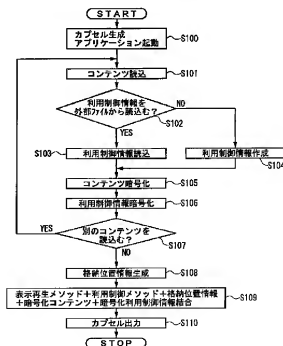 START
カプセル生成
アプリケーション起動
S100
コンテンツ読込
S101
利用制御情報を
外部ファイルから読込む?
NO
S102
YES
S103
利用制御情報読込
利用制御情報作成
S104
コンテンツ暗号化
S105
利用制御情報暗号化
S106
YES
別のコンテンツを
読込む?
S107
NO
格納位置情報生成
S108
表示再生メソッド+利用制御メソッド+格納位置情報
+暗号化コンテンツ+暗号化利用制御情報結合
S109
カプセル出力
S110
STOP